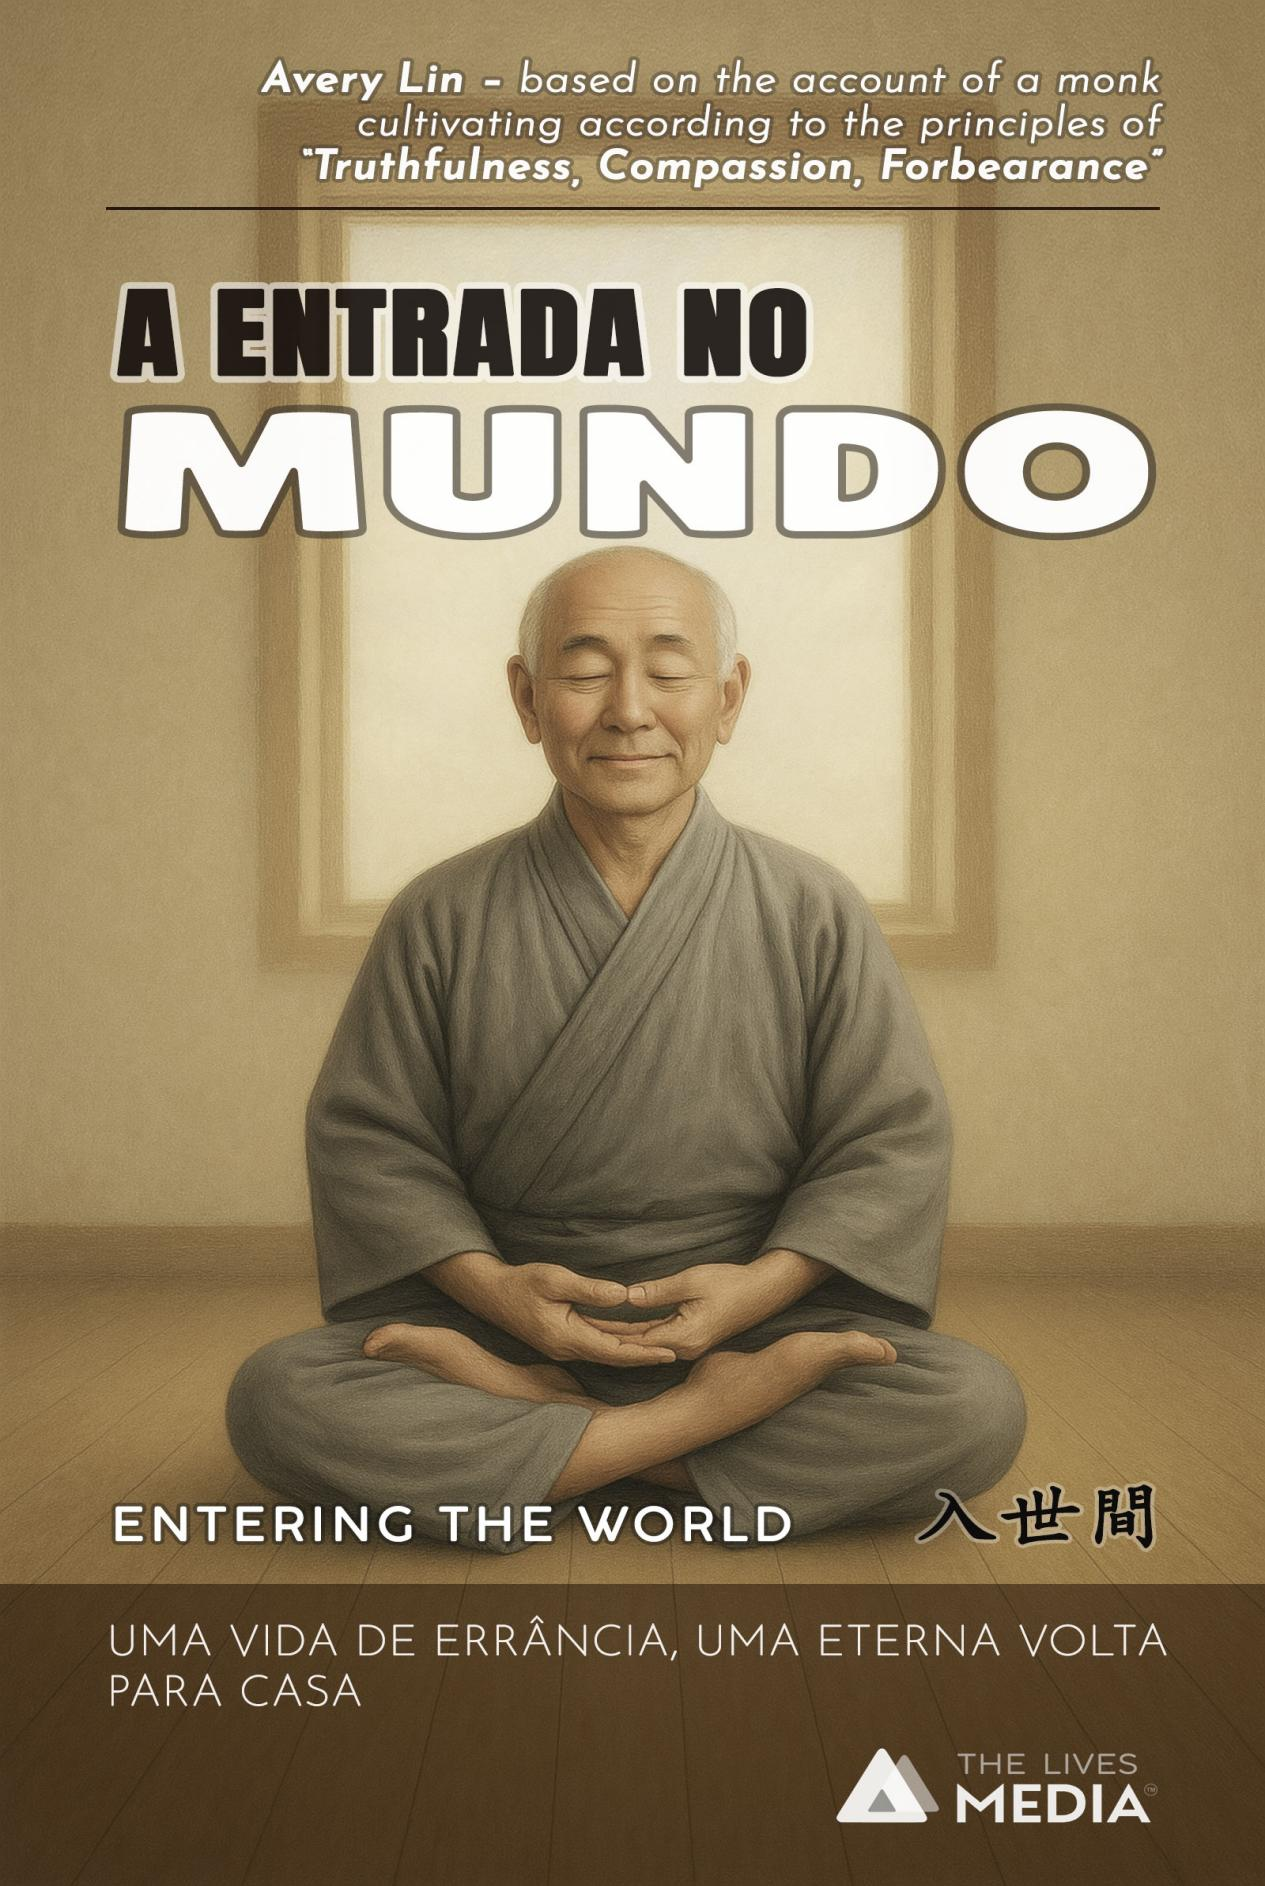 Avery Lin – based on the account of a monk
cultivating according to the principles of
“Truthfulness, Compassion, Forbearance”
A ENTRADA NO
MUNDO
ENTERING THE WORLD
入世間
UMA VIDA DE ERRÂNCIA, UMA ETERNA VOLTA
PARA CASA
THE LIVES
MEDIA™